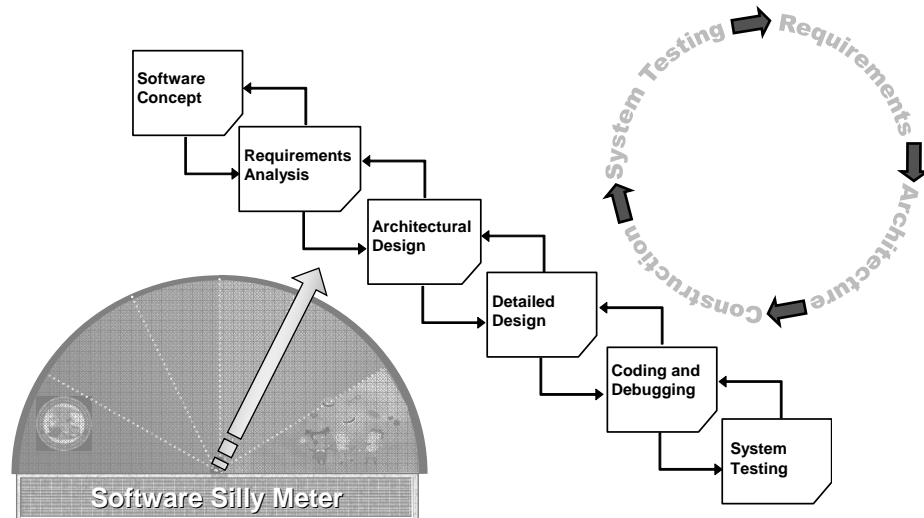 Software
Concept
Requirements
Analysis
Architectural
Design
Detailed
Design
Coding and
Debugging
System
Testing
System Testing
Requirements
Architecture
Construction
Software Silly Meter